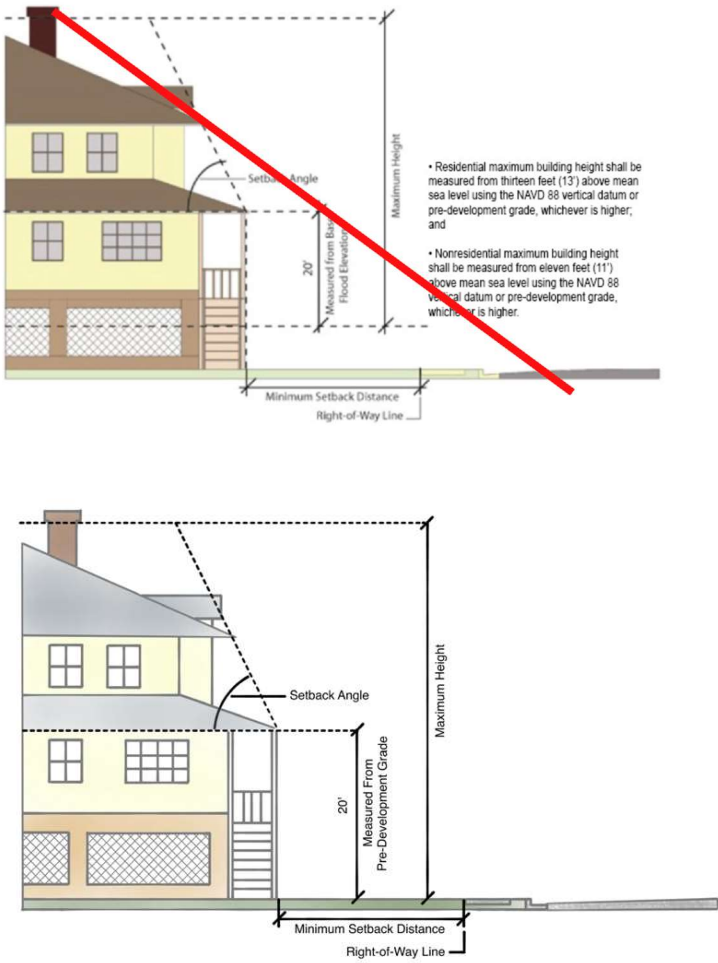 Setback Angle
Maximum Height
• Residential maximum building height shall be
measured from thirteen feet (13') above mean
sea level using the NAVD 88 vertical datum or
pre-development grade, whichever is higher;
and
• Nonresidential maximum building height
shall be measured from eleven feet (11')
above mean sea level using the NAVD 88
vertical datum or pre-development grade,
whichever is higher.
20'
Measured from Base
Flood Elevation
Minimum Setback Distance
Right-of-Way Line
Setback Angle
Maximum Height
20'
Measured From
Pre-Development Grade
Minimum Setback Distance
Right-of-Way Line